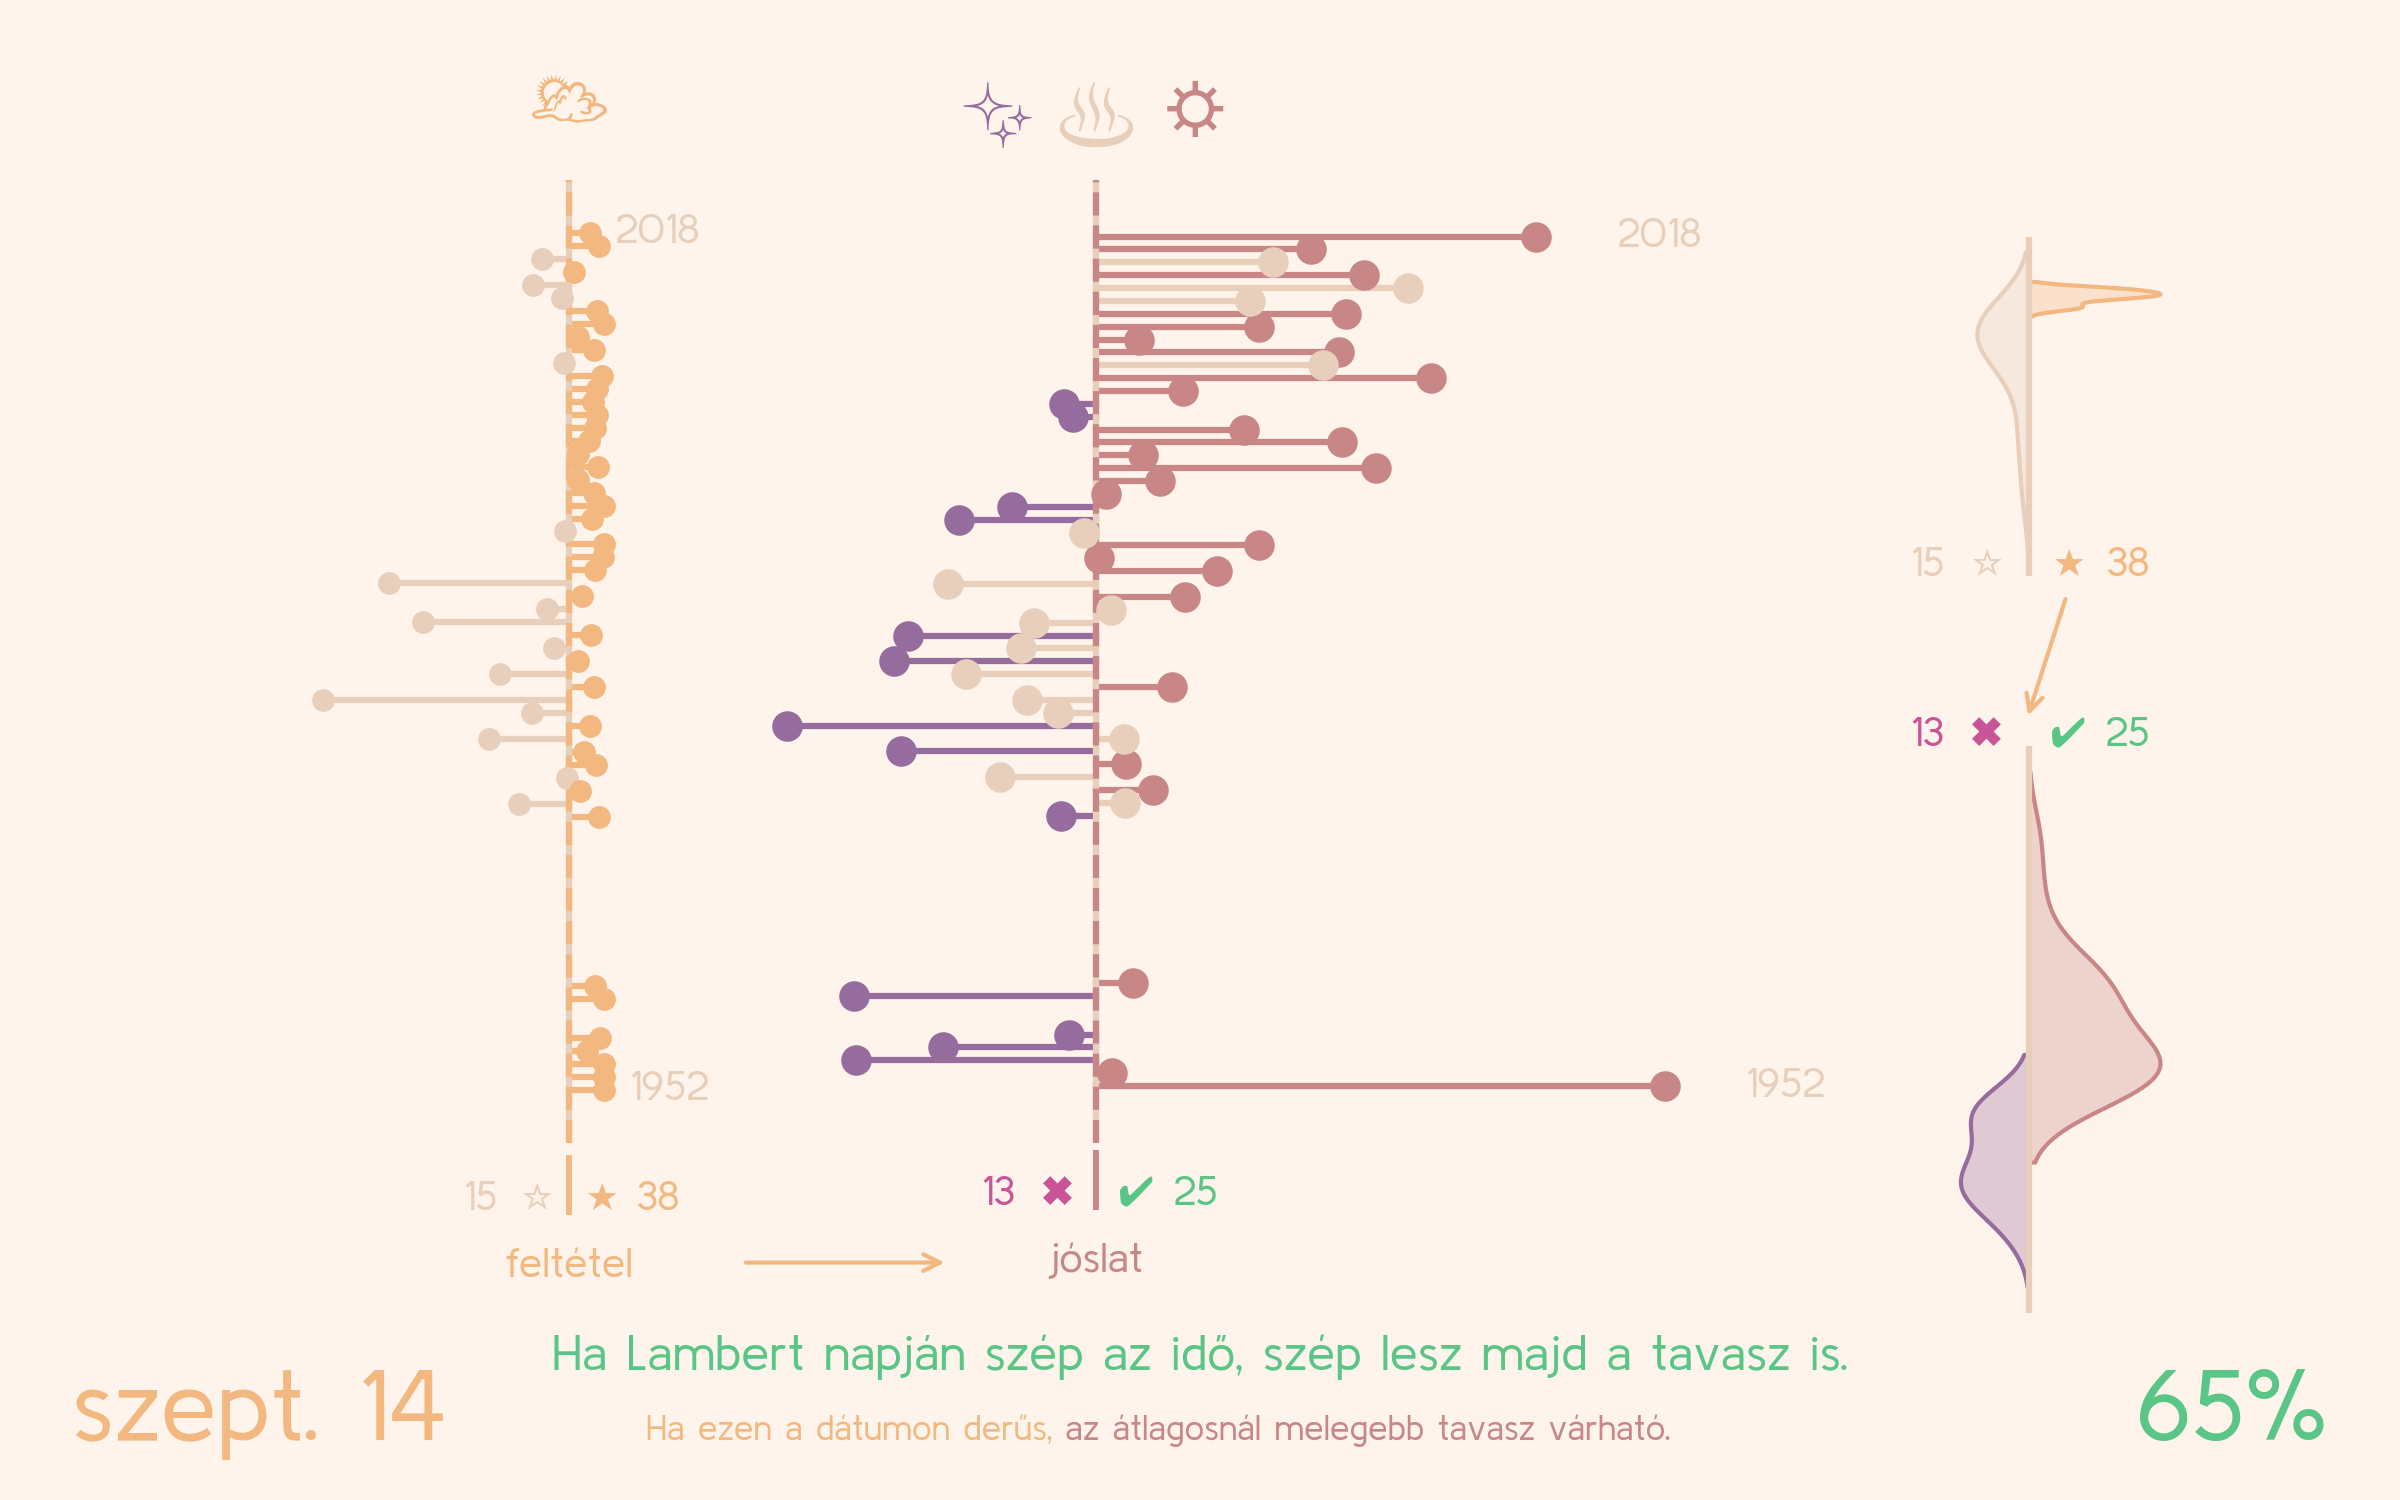 2018
2018
15 ☆ ★ 38
13 ✖ ✔ 25
1952
1952
15 ☆ ★ 38
13 ✖ ✔ 25
feltétel
jóslat
Ha Lambert napján szép az idő, szép lesz majd a tavasz is.
szept. 14
65%
Ha ezen a dátumon derűs, az átlagosnál melegebb tavasz várható.